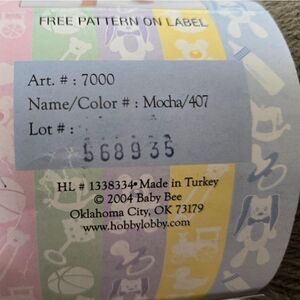 FREE PATTERN ON LABEL
Art. # : 7000
Name/Color # : Mocha/407
Lot # :
568935
HL # 1338334•Made in Turkey
© 2004 Baby Bee
Oklahoma City, OK 73179
www.hobbylobby.com